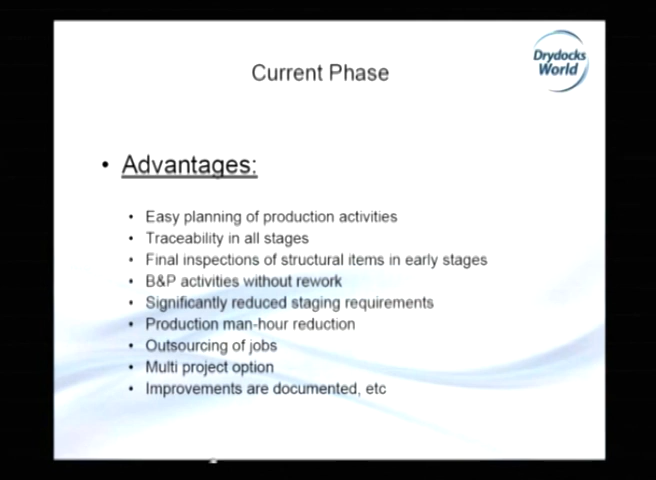 Drydocks
World
Current Phase
• Advantages:
• Easy planning of production activities
• Traceability in all stages
• Final inspections of structural items in early stages
• B&P activities without rework
• Significantly reduced staging requirements
• Production man-hour reduction
• Outsourcing of jobs
• Multi project option
• Improvements are documented, etc